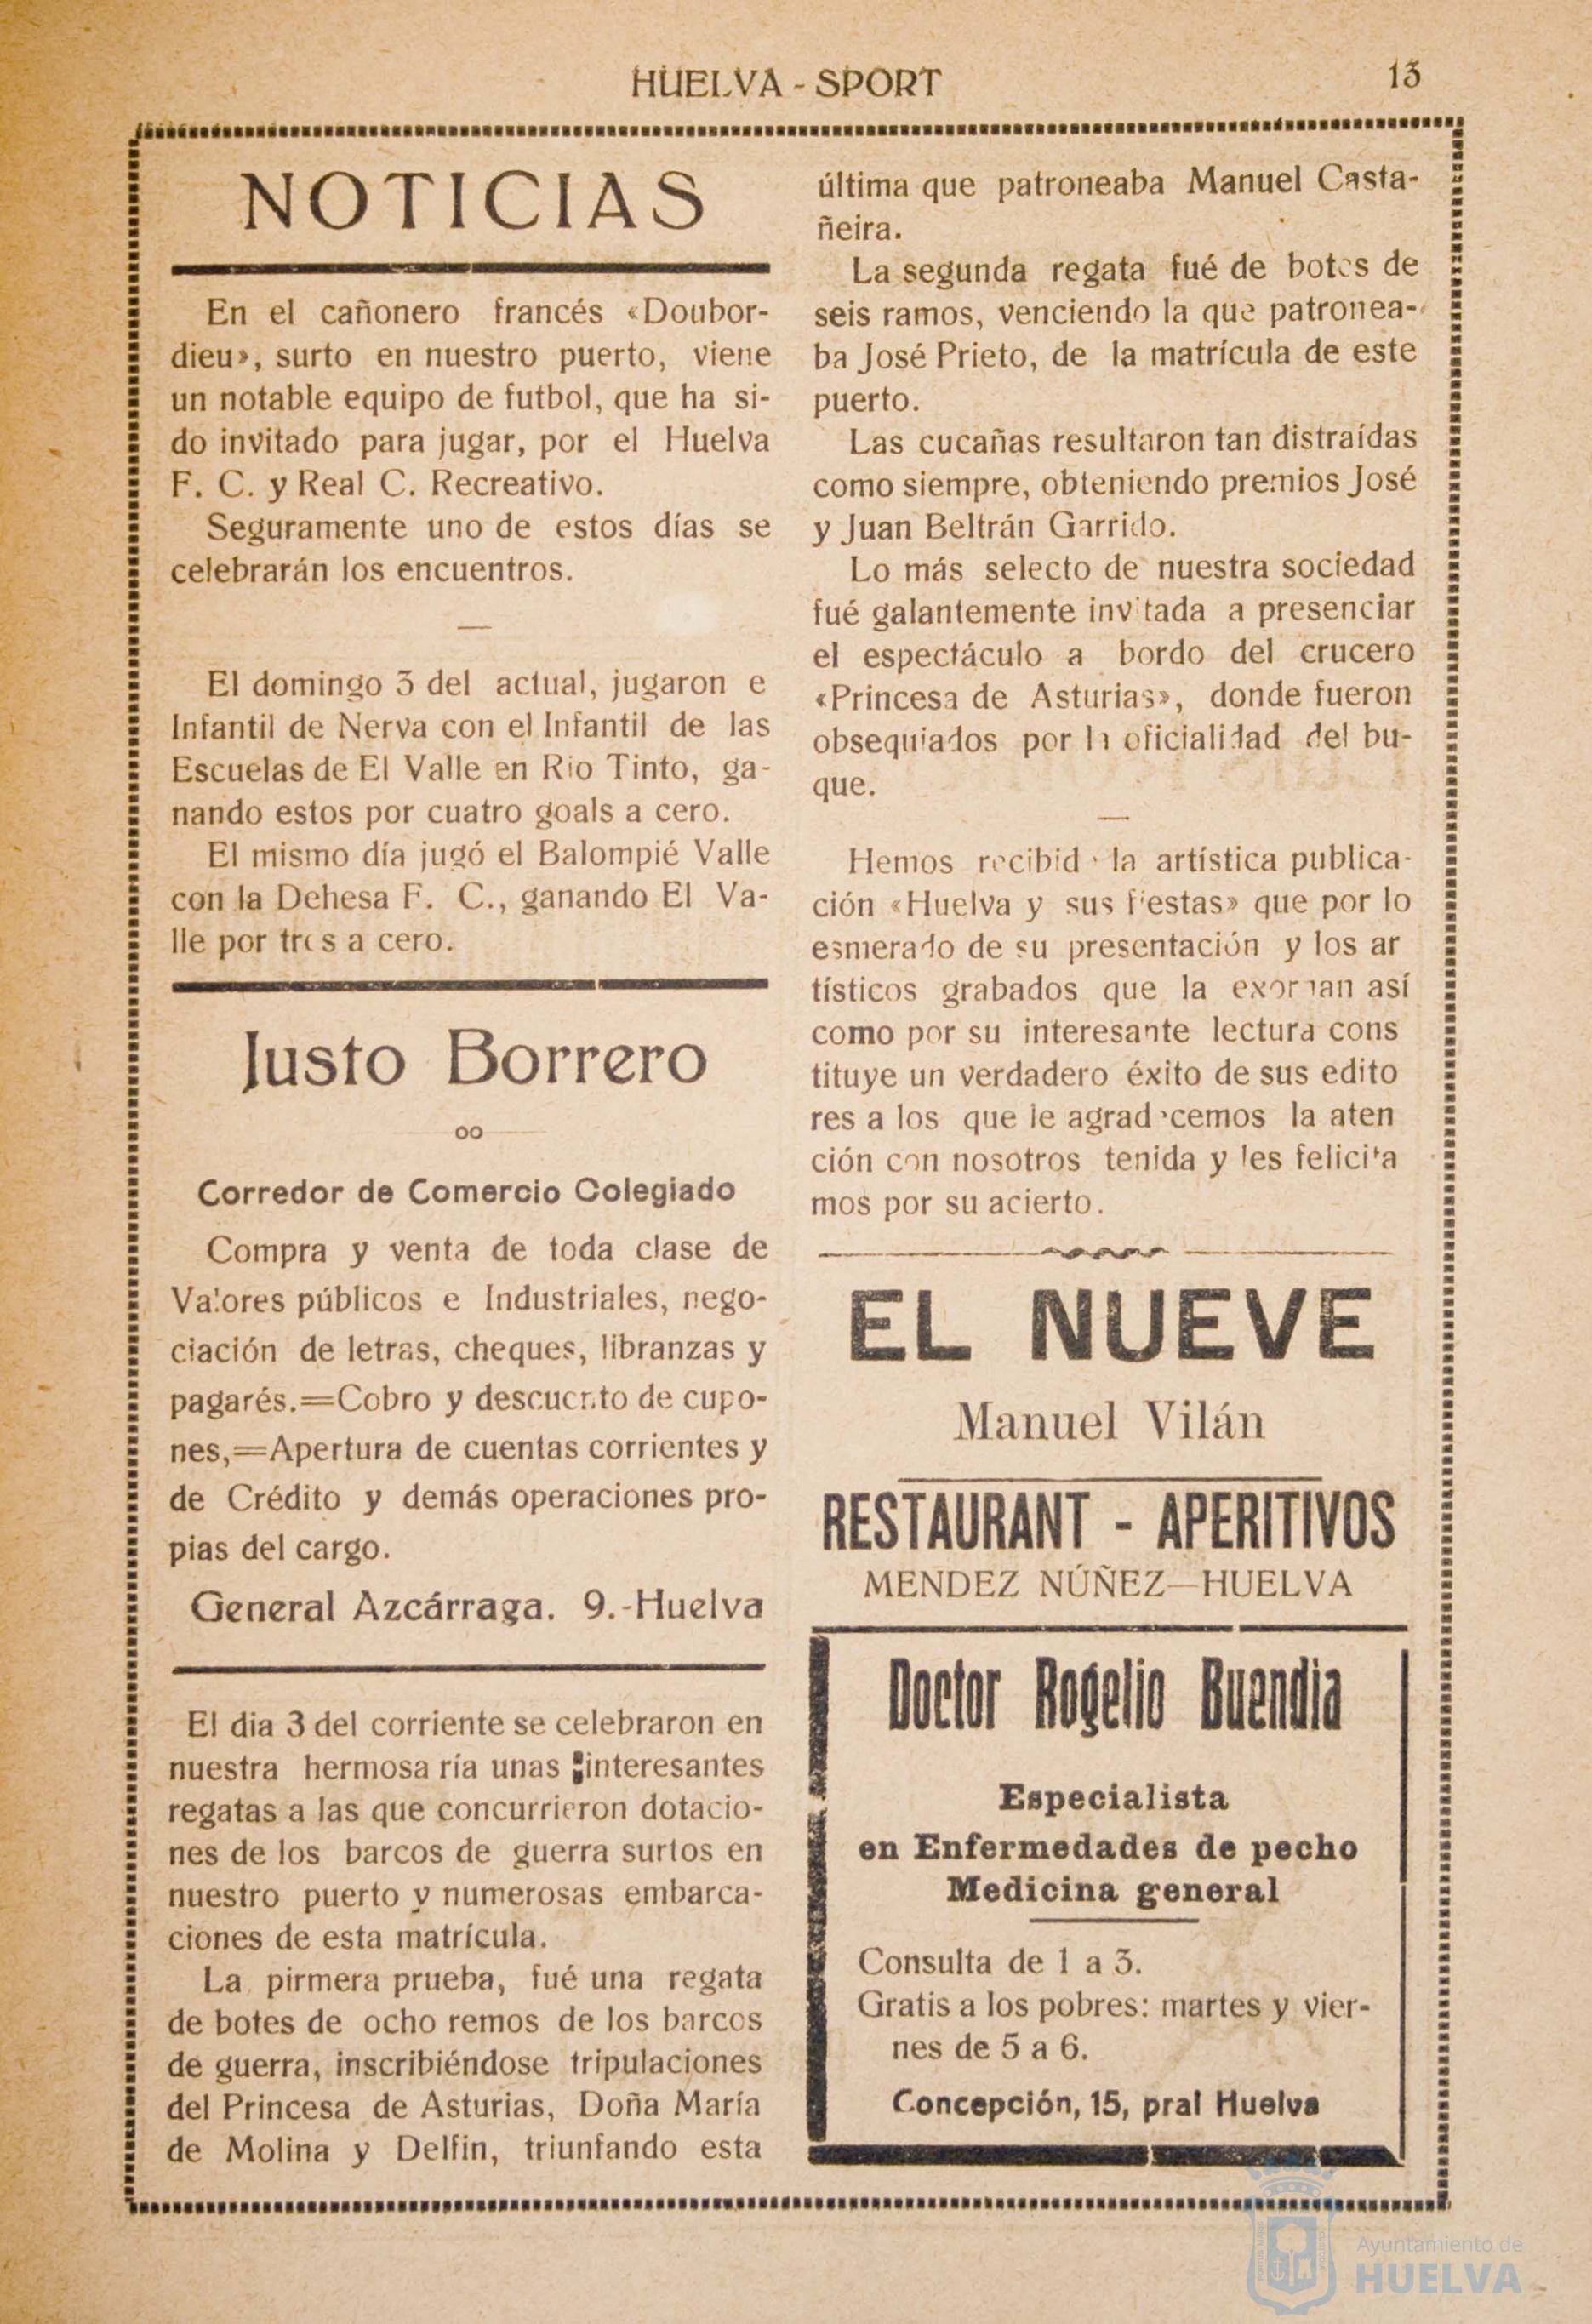 HUELVA - SPORT
13
NOTICIAS
En el cañonero francés «Doubor-
dieu», surto en nuestro puerto, viene
un notable equipo de futbol, que ha si-
do invitado para jugar, por el Huelva
F. C. y Real C. Recreativo.
Seguramente uno de estos días se
celebrarán los encuentros.
—
El domingo 3 del actual, jugaron e
Infantil de Nerva con el Infantil de las
Escuelas de El Valle en Rio Tinto, ga-
nando estos por cuatro goals a cero.
El mismo día jugó el Balompié Valle
con la Dehesa F. C., ganando El Va-
lle por tres a cero.
Justo Borrero
Corredor de Comercio Colegiado
Compra y venta de toda clase de
Valores públicos e Industriales, nego-
ciación de letras, cheques, libranzas y
pagarés.=Cobro y descuento de cupo-
nes,=Apertura de cuentas corrientes y
de Crédito y demás operaciones pro-
pias del cargo.
General Azcárraga. 9.-Huelva
El dia 3 del corriente se celebraron en
nuestra hermosa ría unas interesantes
regatas a las que concurrieron dotacio-
nes de los barcos de guerra surtos en
nuestro puerto y numerosas embarca-
ciones de esta matrícula.
La pirmera prueba, fué una regata
de botes de ocho remos de los barcos
de guerra, inscribiéndose tripulaciones
del Princesa de Asturias, Doña María
de Molina y Delfin, triunfando esta
última que patroneaba Manuel Casta-
ñeira.
La segunda regata fué de botes de
seis ramos, venciendo la que patronea-
ba José Prieto, de la matrícula de este
puerto.
Las cucañas resultaron tan distraídas
como siempre, obteniendo premios José
y Juan Beltrán Garrido.
Lo más selecto de nuestra sociedad
fué galantemente invitada a presenciar
el espectáculo a bordo del crucero
«Princesa de Asturias», donde fueron
obsequiados por la oficialidad del bu-
que.
—
Hemos recibido la artística publica-
ción «Huelva y sus fiestas» que por lo
esmerado de su presentación y los ar
tísticos grabados que la exornan así
como por su interesante lectura cons
tituye un verdadero éxito de sus edito
res a los que le agradecemos la aten
ción con nosotros tenida y les felicita
mos por su acierto.
EL NUEVE
Manuel Vilán
RESTAURANT - APERITIVOS
MENDEZ NÚÑEZ—HUELVA
Doctor Rogelio Buendia
Especialista
en Enfermedades de pecho
Medicina general
Consulta de 1 a 3.
Gratis a los pobres: martes y vier-
nes de 5 a 6.
Concepción, 15, pral Huelva
Ayuntamiento de
HUELVA